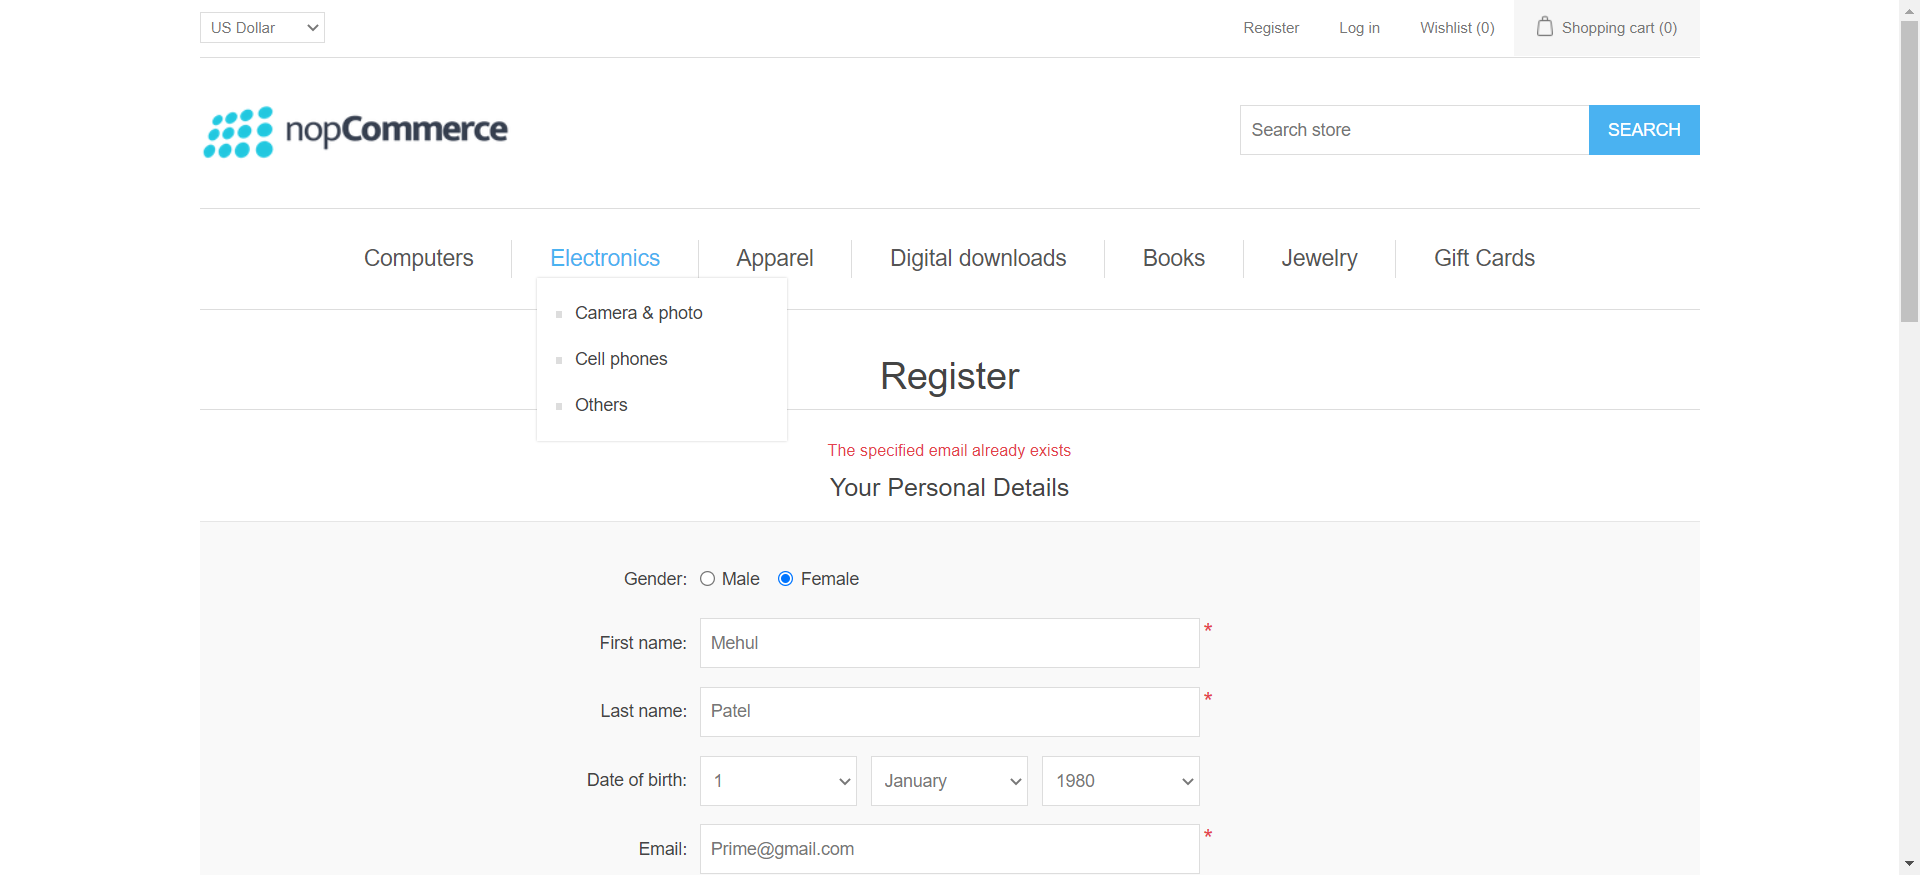 US Dollar
Register
Log in
Wishlist (0)
Shopping cart (0)
nopCommerce
Search store
SEARCH
Computers
Electronics
Apparel
Digital downloads
Books
Jewelry
Gift Cards
Camera & photo
Cell phones
Others
Register
The specified email already exists
Your Personal Details
Gender: Male Female
First name: Mehul *
Last name: Patel *
Date of birth: 1 January 1980
Email: Prime@gmail.com *